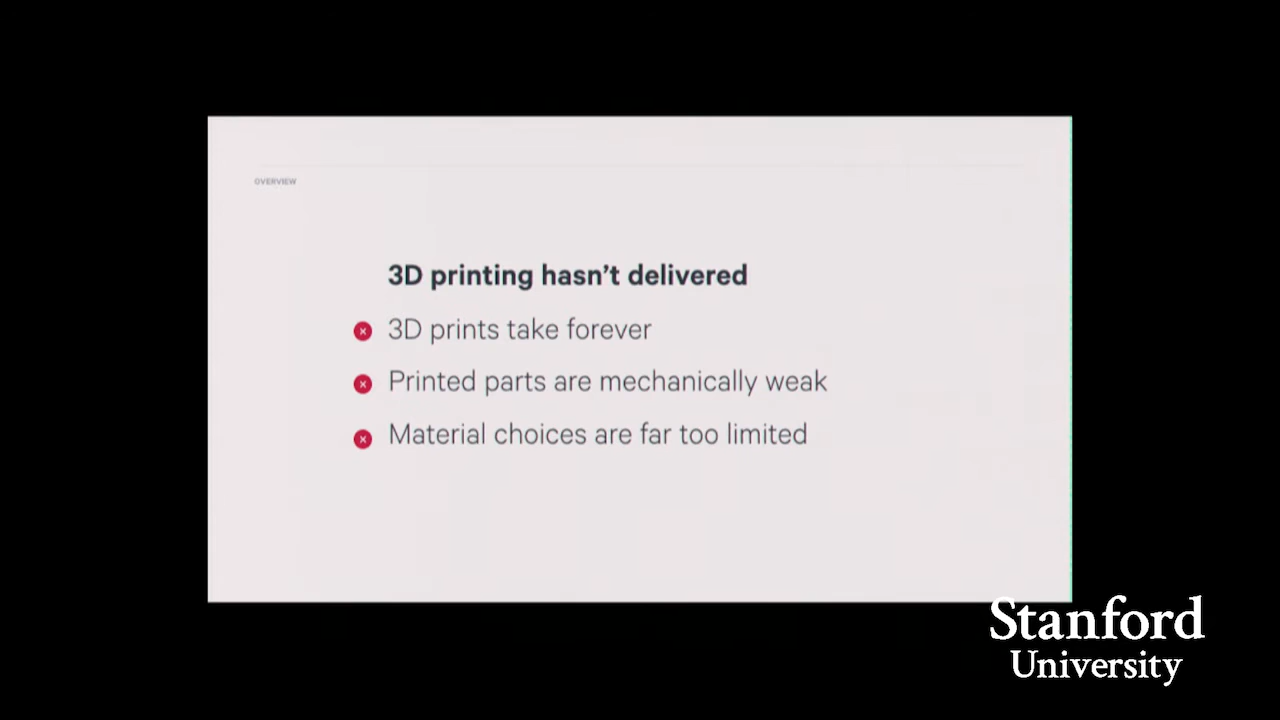 OVERVIEW
3D printing hasn’t delivered
3D prints take forever
Printed parts are mechanically weak
Material choices are far too limited
Stanford
University